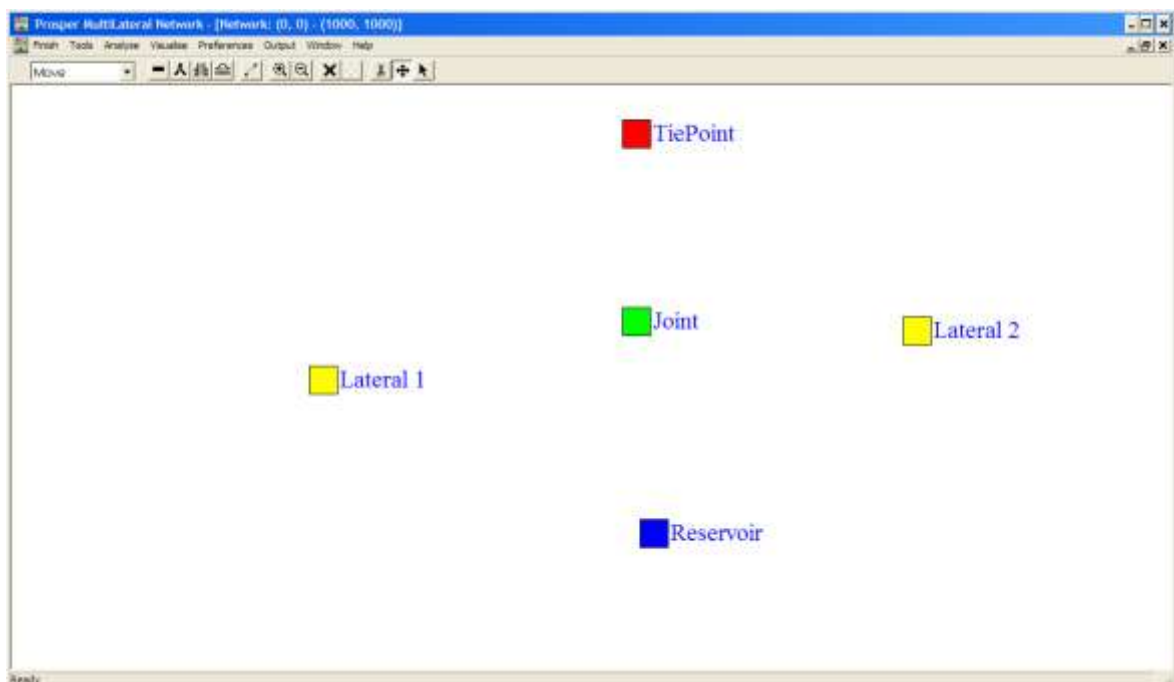 Prosper MultiLateral Network - [Network: (0, 0) - (1000, 1000)]
Finish Tools Analyse Visualise Preferences Output Window Help
Move
TiePoint
Joint
Lateral 2
Lateral 1
Reservoir
Ready